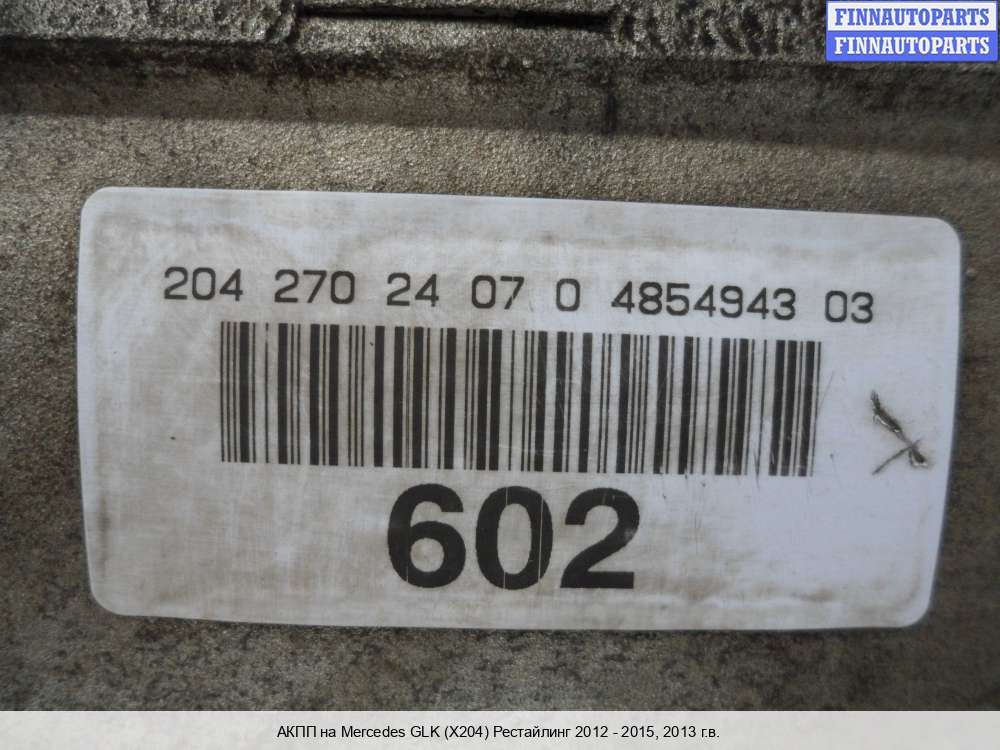 FINNAUTOPARTS
FINNAUTOPARTS
204 270 24 07 0 4854943 03
602
АКПП на Mercedes GLK (X204) Рестайлинг 2012 - 2015, 2013 г.в.